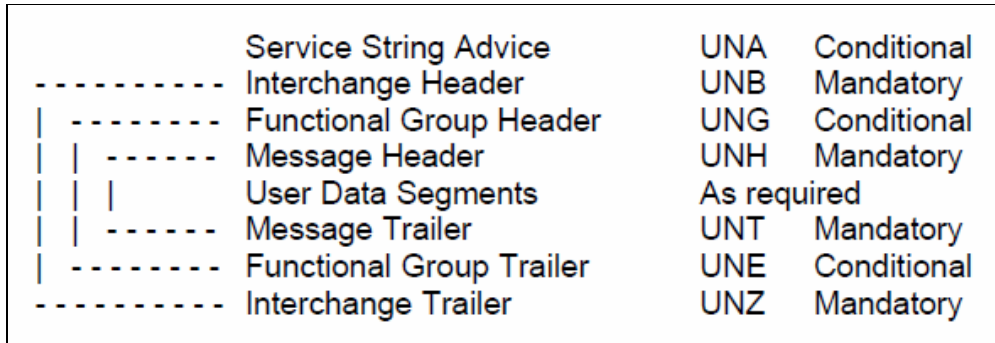 Service String Advice UNA Conditional
---------- Interchange Header UNB Mandatory
| -------- Functional Group Header UNG Conditional
| | ------ Message Header UNH Mandatory
| | | User Data Segments As required
| | ------ Message Trailer UNT Mandatory
| -------- Functional Group Trailer UNE Conditional
---------- Interchange Trailer UNZ Mandatory